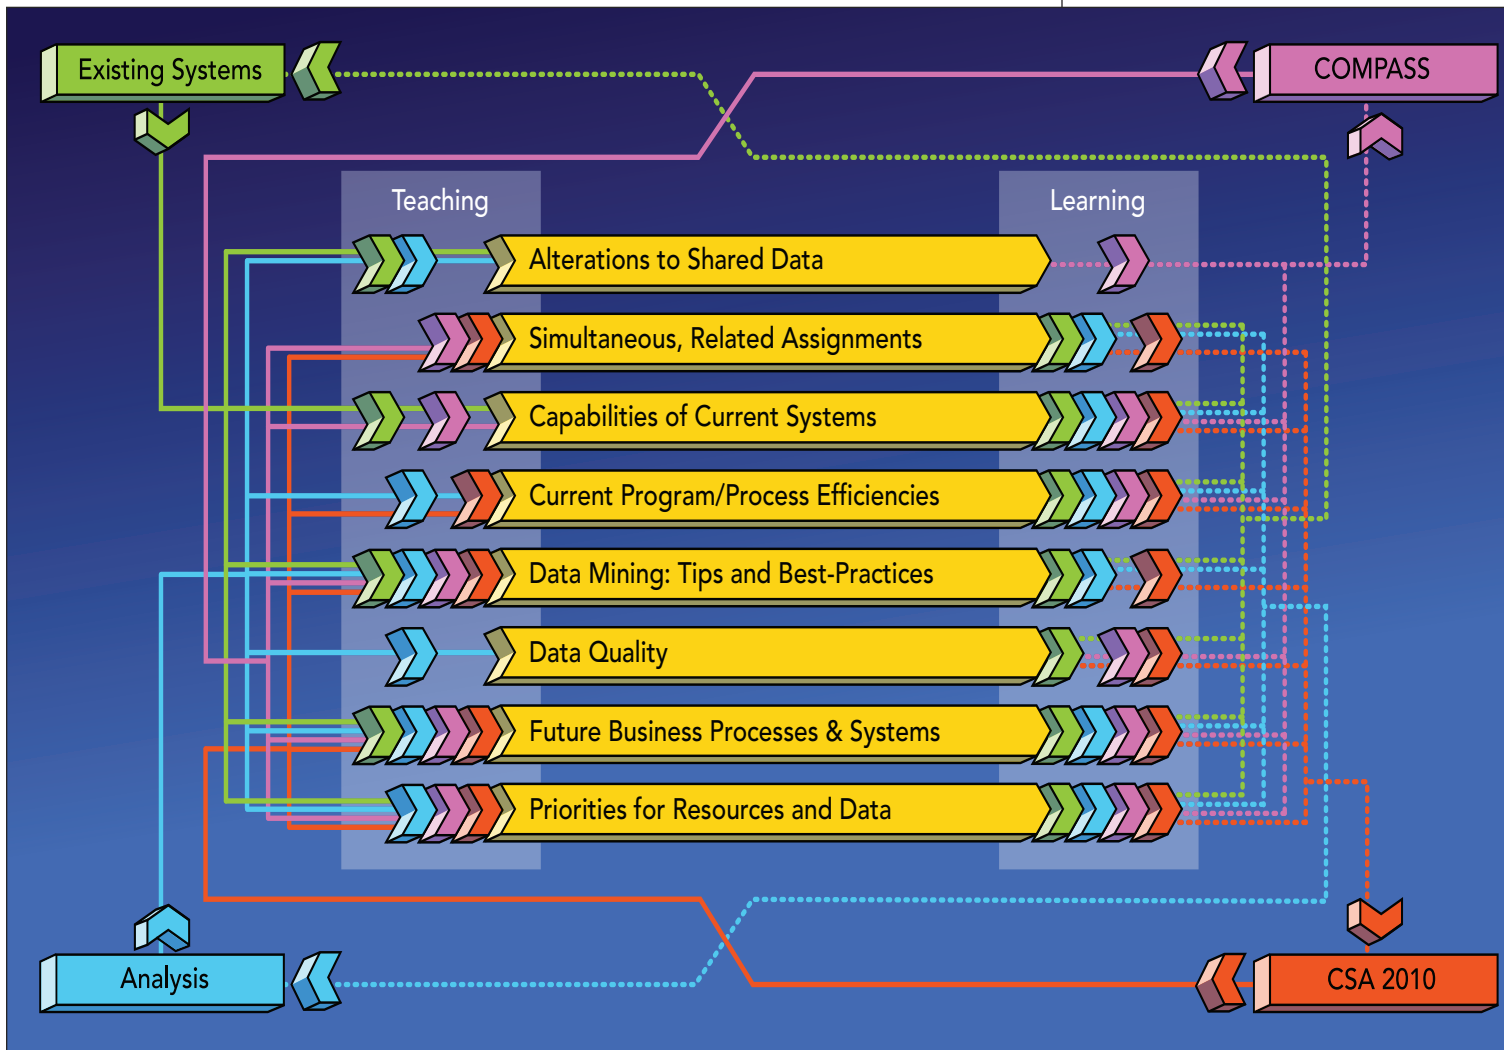 Existing Systems
COMPASS
Teaching
Learning
Alterations to Shared Data
Simultaneous, Related Assignments
Capabilities of Current Systems
Current Program/Process Efficiencies
Data Mining: Tips and Best-Practices
Data Quality
Future Business Processes & Systems
Priorities for Resources and Data
Analysis
CSA 2010